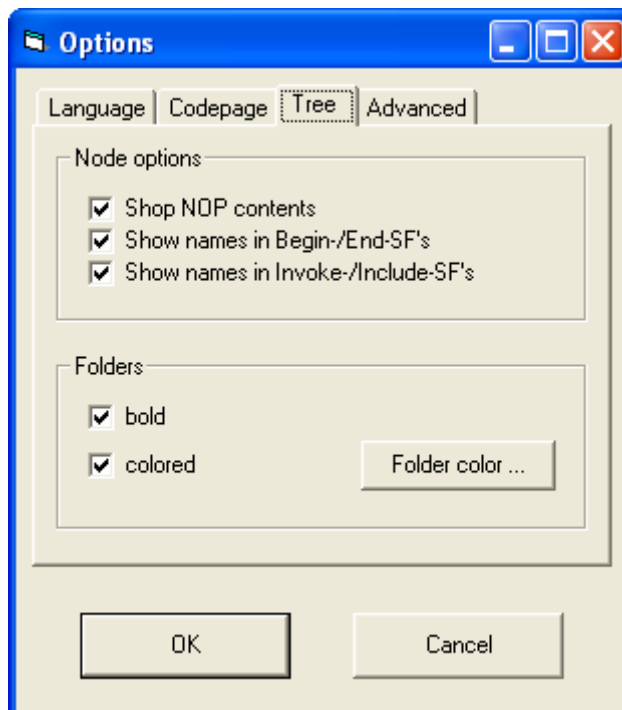 Options
Language Codepage Tree Advanced
Node options
Shop NOP contents
Show names in Begin-/End-SF's
Show names in Invoke-/Include-SF's
Folders
bold
colored Folder color ...
OK Cancel